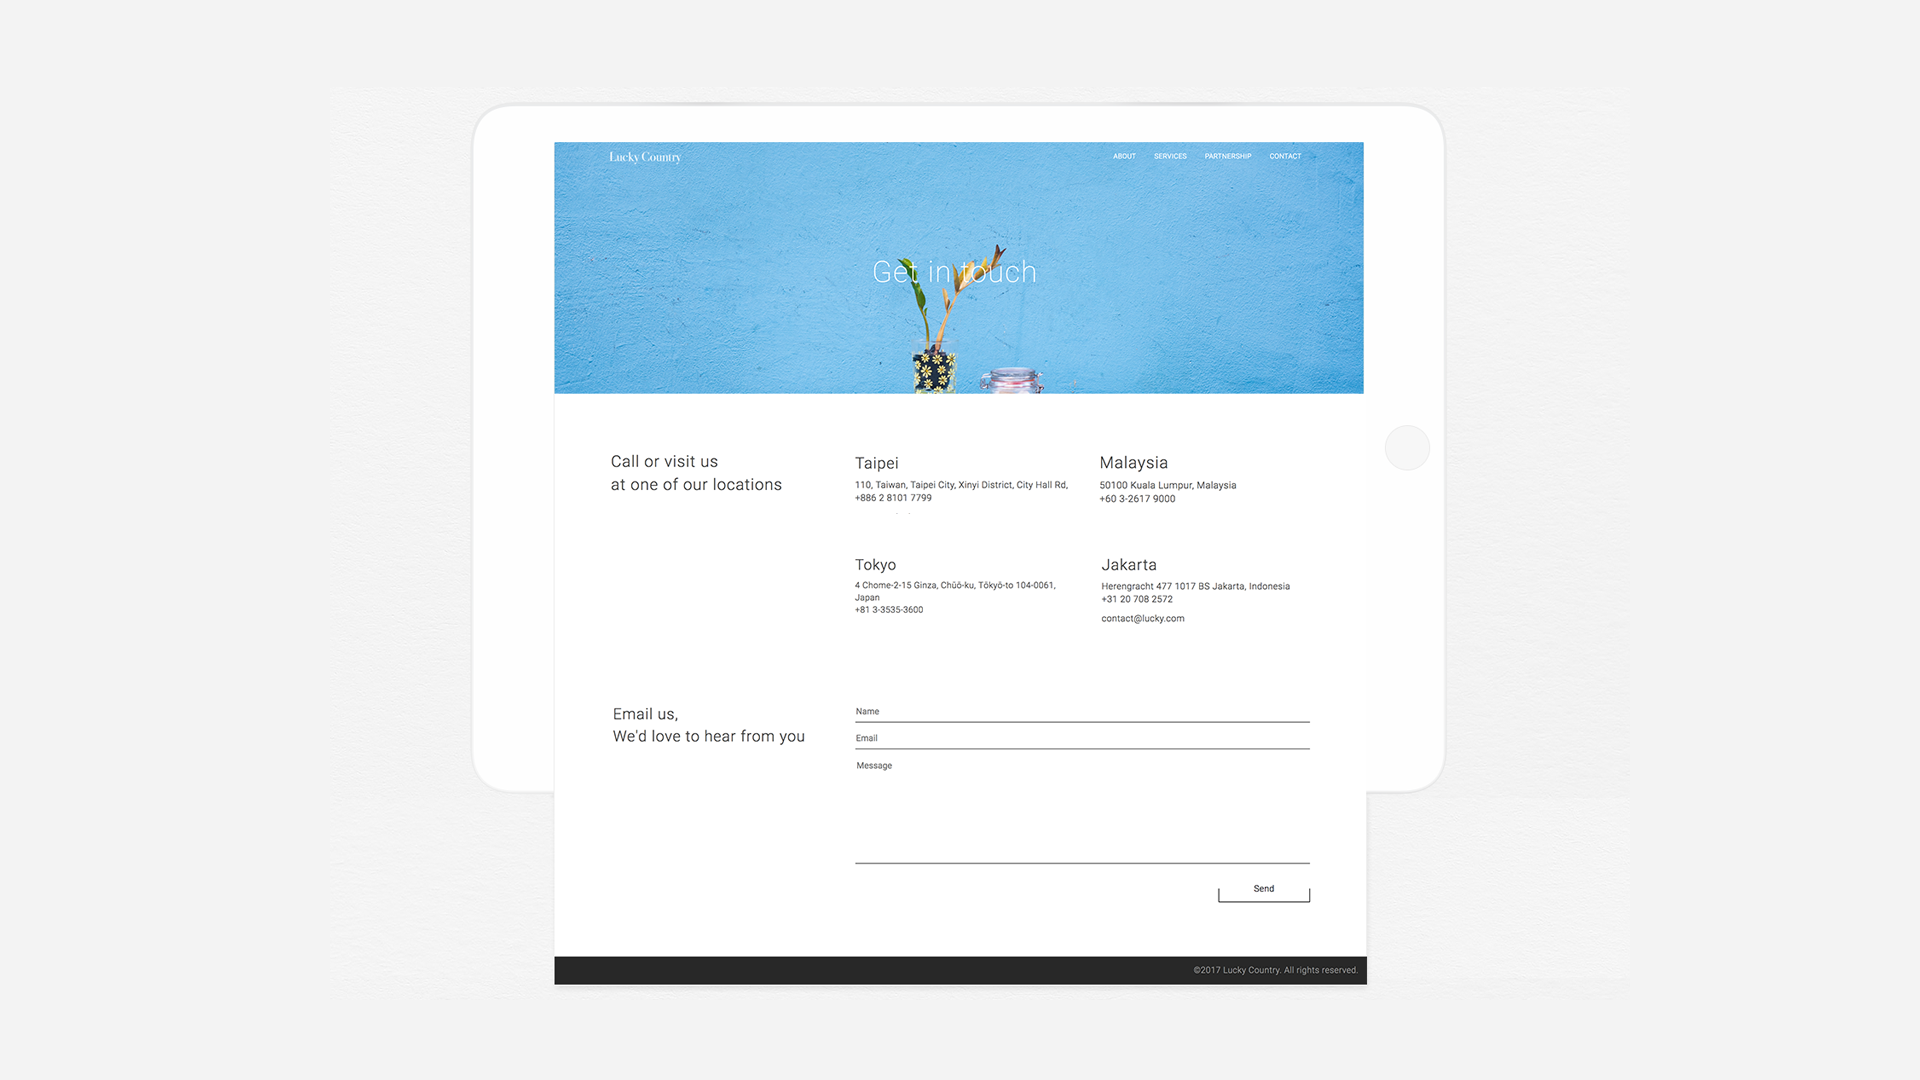 Lucky Country
ABOUT SERVICES PARTNERSHIP CONTACT
Get in touch
Call or visit us
at one of our locations
Taipei
110, Taiwan, Taipei City, Xinyi District, City Hall Rd,
+886 2 8101 7799
Malaysia
50100 Kuala Lumpur, Malaysia
+60 3-2617 9000
Tokyo
4 Chome-2-15 Ginza, Chūō-ku, Tōkyō-to 104-0061,
Japan
+81 3-3535-3600
Jakarta
Herengracht 477 1017 BS Jakarta, Indonesia
+31 20 708 2572
contact@lucky.com
Email us,
We'd love to hear from you
Name
Email
Message
Send
©2017 Lucky Country. All rights reserved.